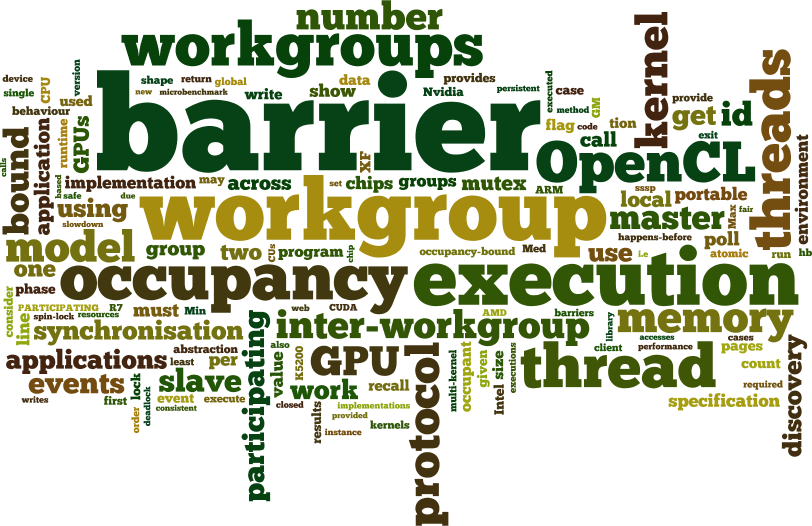 number
workgroups
kernel
device
CPU
version
shape
return
global
data
provides
persistent
executed
case
single
new
microbenchmark
write
show
Nvidia
method
GM
provide
threads
behaviour
used
barrier
flag
code
tion
get
id
bound
application
runtime
GPUs
call
exit
environment
calls
based
safe
implementation
may
across
XF
set
chips
groups
mutex
ARM
OpenCL
sssp
local
portable
due
using
slowdown
workgroup
master
Max
fair
happens-before
poll
model
group
two
CUs
program
chip
occupancy-bound
Med
use
i.e
atomic
run
hb
one
phase
occupancy
execution
consider
line
PARTICIPATING
R7
spin-lock
resources
must
Min
web
CUDA
AMD
barriers
library
memory
synchronisation
participating
inter-workgroup
accesses
cases
applications
abstraction
least
per
also
value
K5200
GPU
protocol
multi-kernel
occupant
given
size
Intel
executions
thread
client
performance
pages
discovery
events
slave
work
recall
count
required
writes
first
order
lock
deadlock
event
consistent
execute
closed
results
implementations
provided
instance
kernels
specification